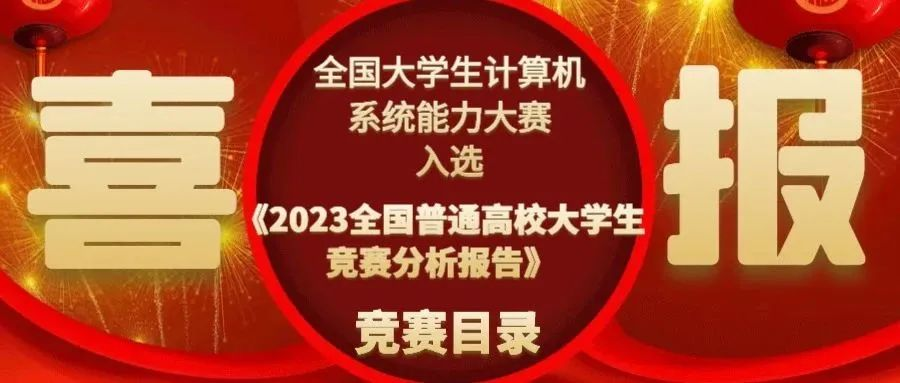 喜报
全国大学生计算机
系统能力大赛
入选
《2023全国普通高校大学生
竞赛分析报告》
竞赛目录